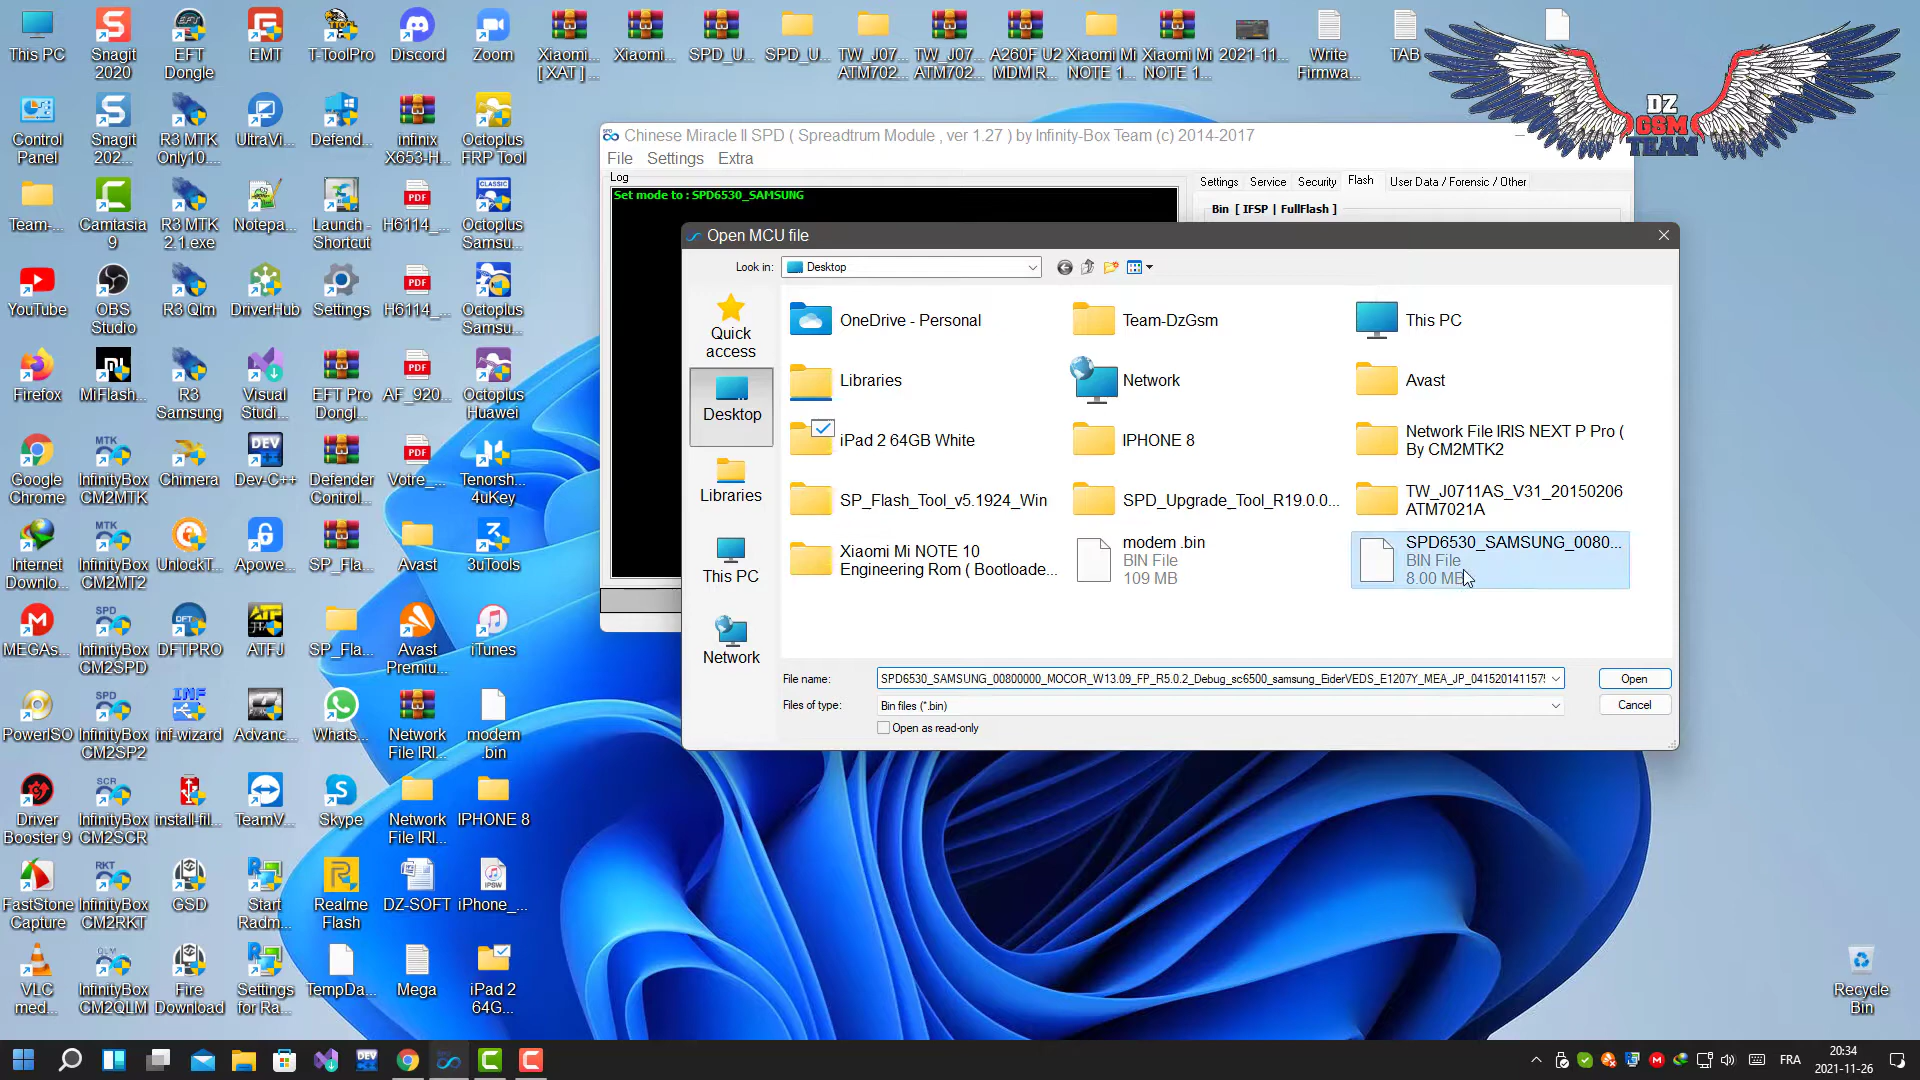 This PC
Snagit
2020
EFT
Dongle
EMT
T-ToolPro
Discord
Zoom
Xiaomi...
[ XAT ] ...
Xiaomi...
SPD_U...
SPD_U...
TW_J07...
ATM702...
TW_J07...
ATM702...
A260F U2
MDM R...
Xiaomi Mi
NOTE 1...
Xiaomi Mi
NOTE 1...
2021-11...
Write
Firmwa...
TAB
DZ
GSM
TEAM
Control
Panel
Snagit
202...
R3 MTK
Only10....
UltraVi...
Defend...
infinix
X653-H...
Octoplus
FRP Tool
Team-...
Camtasia
9
R3 MTK
2.1.exe
Notepa...
Launch -
Shortcut
H6114_...
Octoplus
Samsu...
YouTube
OBS
Studio
R3 Qlm
DriverHub
Settings
H6114_...
Octoplus
Samsu...
Firefox
MiFlash...
R3
Samsung
Visual
Studi...
EFT Pro
Dongl...
AF_920...
Octoplus
Huawei
Google
Chrome
InfinityBox
CM2MTK
Chimera
Dev-C++
Defender
Control...
Votre_...
Tenorsh...
4uKey
Internet
Downlo...
InfinityBox
CM2MT2
UnlockT...
Apowe...
SP_Fla...
Avast
3uTools
MEGAs...
InfinityBox
CM2SPD
DFTPRO
ATFJ
SP_Fla...
Avast
Premiu...
iTunes
PowerISO
InfinityBox
CM2SP2
inf-wizard
Advanc...
Whats...
Network
File IRI...
modem
.bin
Driver
Booster 9
InfinityBox
CM2SCR
install-fil...
TeamV...
Skype
Network
File IRI...
IPHONE 8
FastStone
Capture
InfinityBox
CM2RKT
GSD
Start
Radm...
Realme
Flash
DZ-SOFT
iPhone_...
VLC
med...
InfinityBox
CM2QLM
Fire
Download
Settings
for Ra...
TempDa...
Mega
iPad 2
64G...
Recycle
Bin
Chinese Miracle II SPD ( Spreadtrum Module , ver 1.27 ) by Infinity-Box Team (c) 2014-2017
File Settings Extra
Log
Set mode to : SPD6530_SAMSUNG
Settings Service Security Flash User Data / Forensic / Other
Bin [ IFSP | FullFlash ]
Open MCU file
Look in: Desktop
Quick
access
Desktop
Libraries
This PC
Network
OneDrive - Personal
Team-DzGsm
This PC
Libraries
Network
Avast
iPad 2 64GB White
IPHONE 8
Network File IRIS NEXT P Pro (
By CM2MTK2
SP_Flash_Tool_v5.1924_Win
SPD_Upgrade_Tool_R19.0.0...
TW_J0711AS_V31_20150206
ATM7021A
Xiaomi Mi NOTE 10
Engineering Rom ( Bootloade...
modem .bin
BIN File
109 MB
SPD6530_SAMSUNG_0080...
BIN File
8.00 MB
File name: SPD6530_SAMSUNG_00800000_MOCOR_W13.09_FP_R5.0.2_Debug_sc6500_samsung_EiderVEDS_E1207Y_MEA_JP_0415201411575
Open
Files of type: Bin files (*.bin)
Cancel
Open as read-only
FRA
20:34
2021-11-26